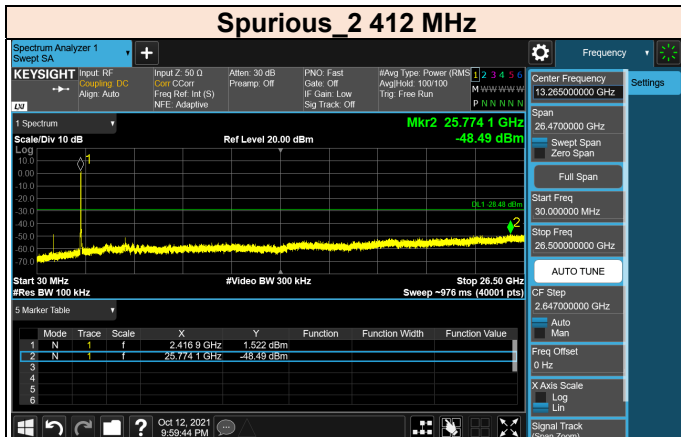 Spurious_2 412 MHz
Spectrum Analyzer 1
Swept SA
+
Frequency
KEYSIGHT
Input: RF
Coupling: DC
Align: Auto
Input Z: 50 Ω
Corr CCorr
Freq Ref: Int (S)
NFE: Adaptive
Atten: 30 dB
Preamp: Off
PNO: Fast
Gate: Off
IF Gain: Low
Sig Track: Off
#Avg Type: Power (RMS
Avg|Hold: 100/100
Trig: Free Run
1 2 3 4 5 6
M W W W W W
P N N N N N
LXI
1 Spectrum
Scale/Div 10 dB
Ref Level 20.00 dBm
Mkr2 25.774 1 GHz
-48.49 dBm
Log
10.0
0.00
-10.0
-20.0
-30.0
-40.0
-50.0
-60.0
-70.0
1
DL1 -28.48 dBm
2
Start 30 MHz
#Video BW 300 kHz
Stop 26.50 GHz
#Res BW 100 kHz
Sweep ~976 ms (40001 pts)
5 Marker Table
Mode Trace Scale X Y Function Function Width Function Value
1 N 1 f 2.416 9 GHz 1.522 dBm
2 N 1 f 25.774 1 GHz -48.49 dBm
3
4
5
6
Oct 12, 2021
9:59:44 PM
?
Center Frequency
13.265000000 GHz
Settings
Span
26.4700000 GHz
Swept Span
Zero Span
Full Span
Start Freq
30.000000 MHz
Stop Freq
26.500000000 GHz
AUTO TUNE
CF Step
2.647000000 GHz
Auto
Man
Freq Offset
0 Hz
X Axis Scale
Log
Lin
Signal Track
(Span Zoom)